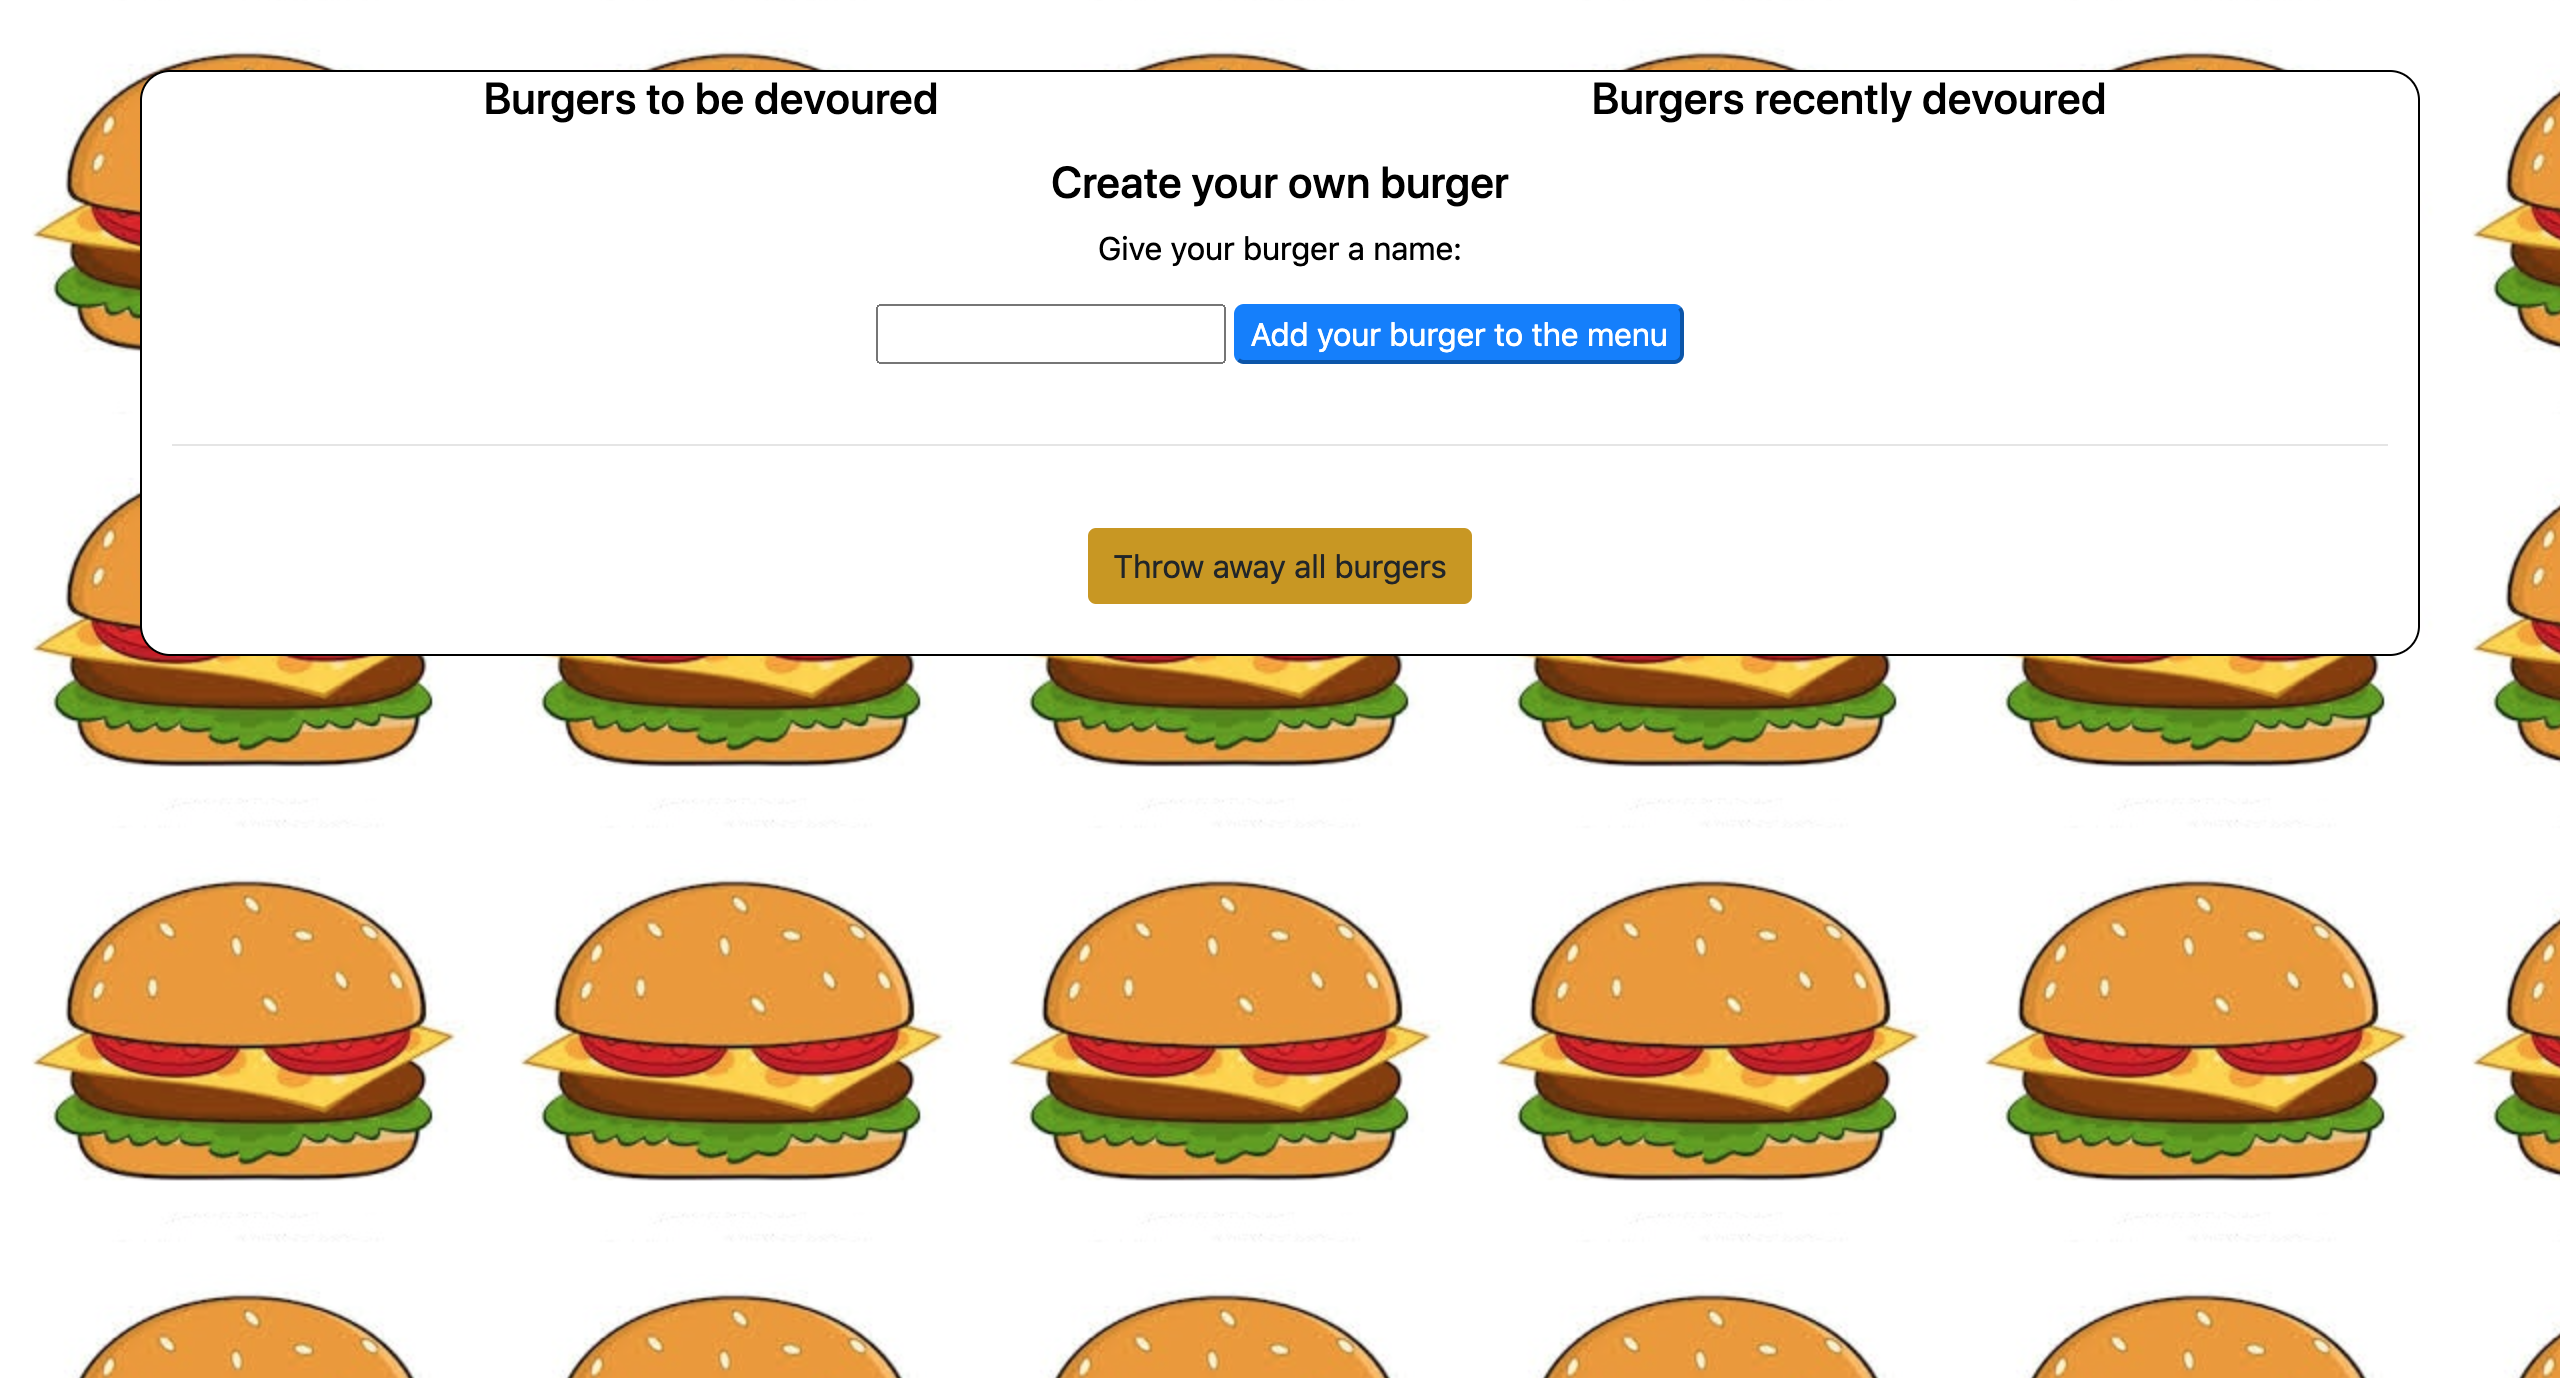 Burgers to be devoured
Burgers recently devoured
Create your own burger
Give your burger a name:
Add your burger to the menu
Throw away all burgers